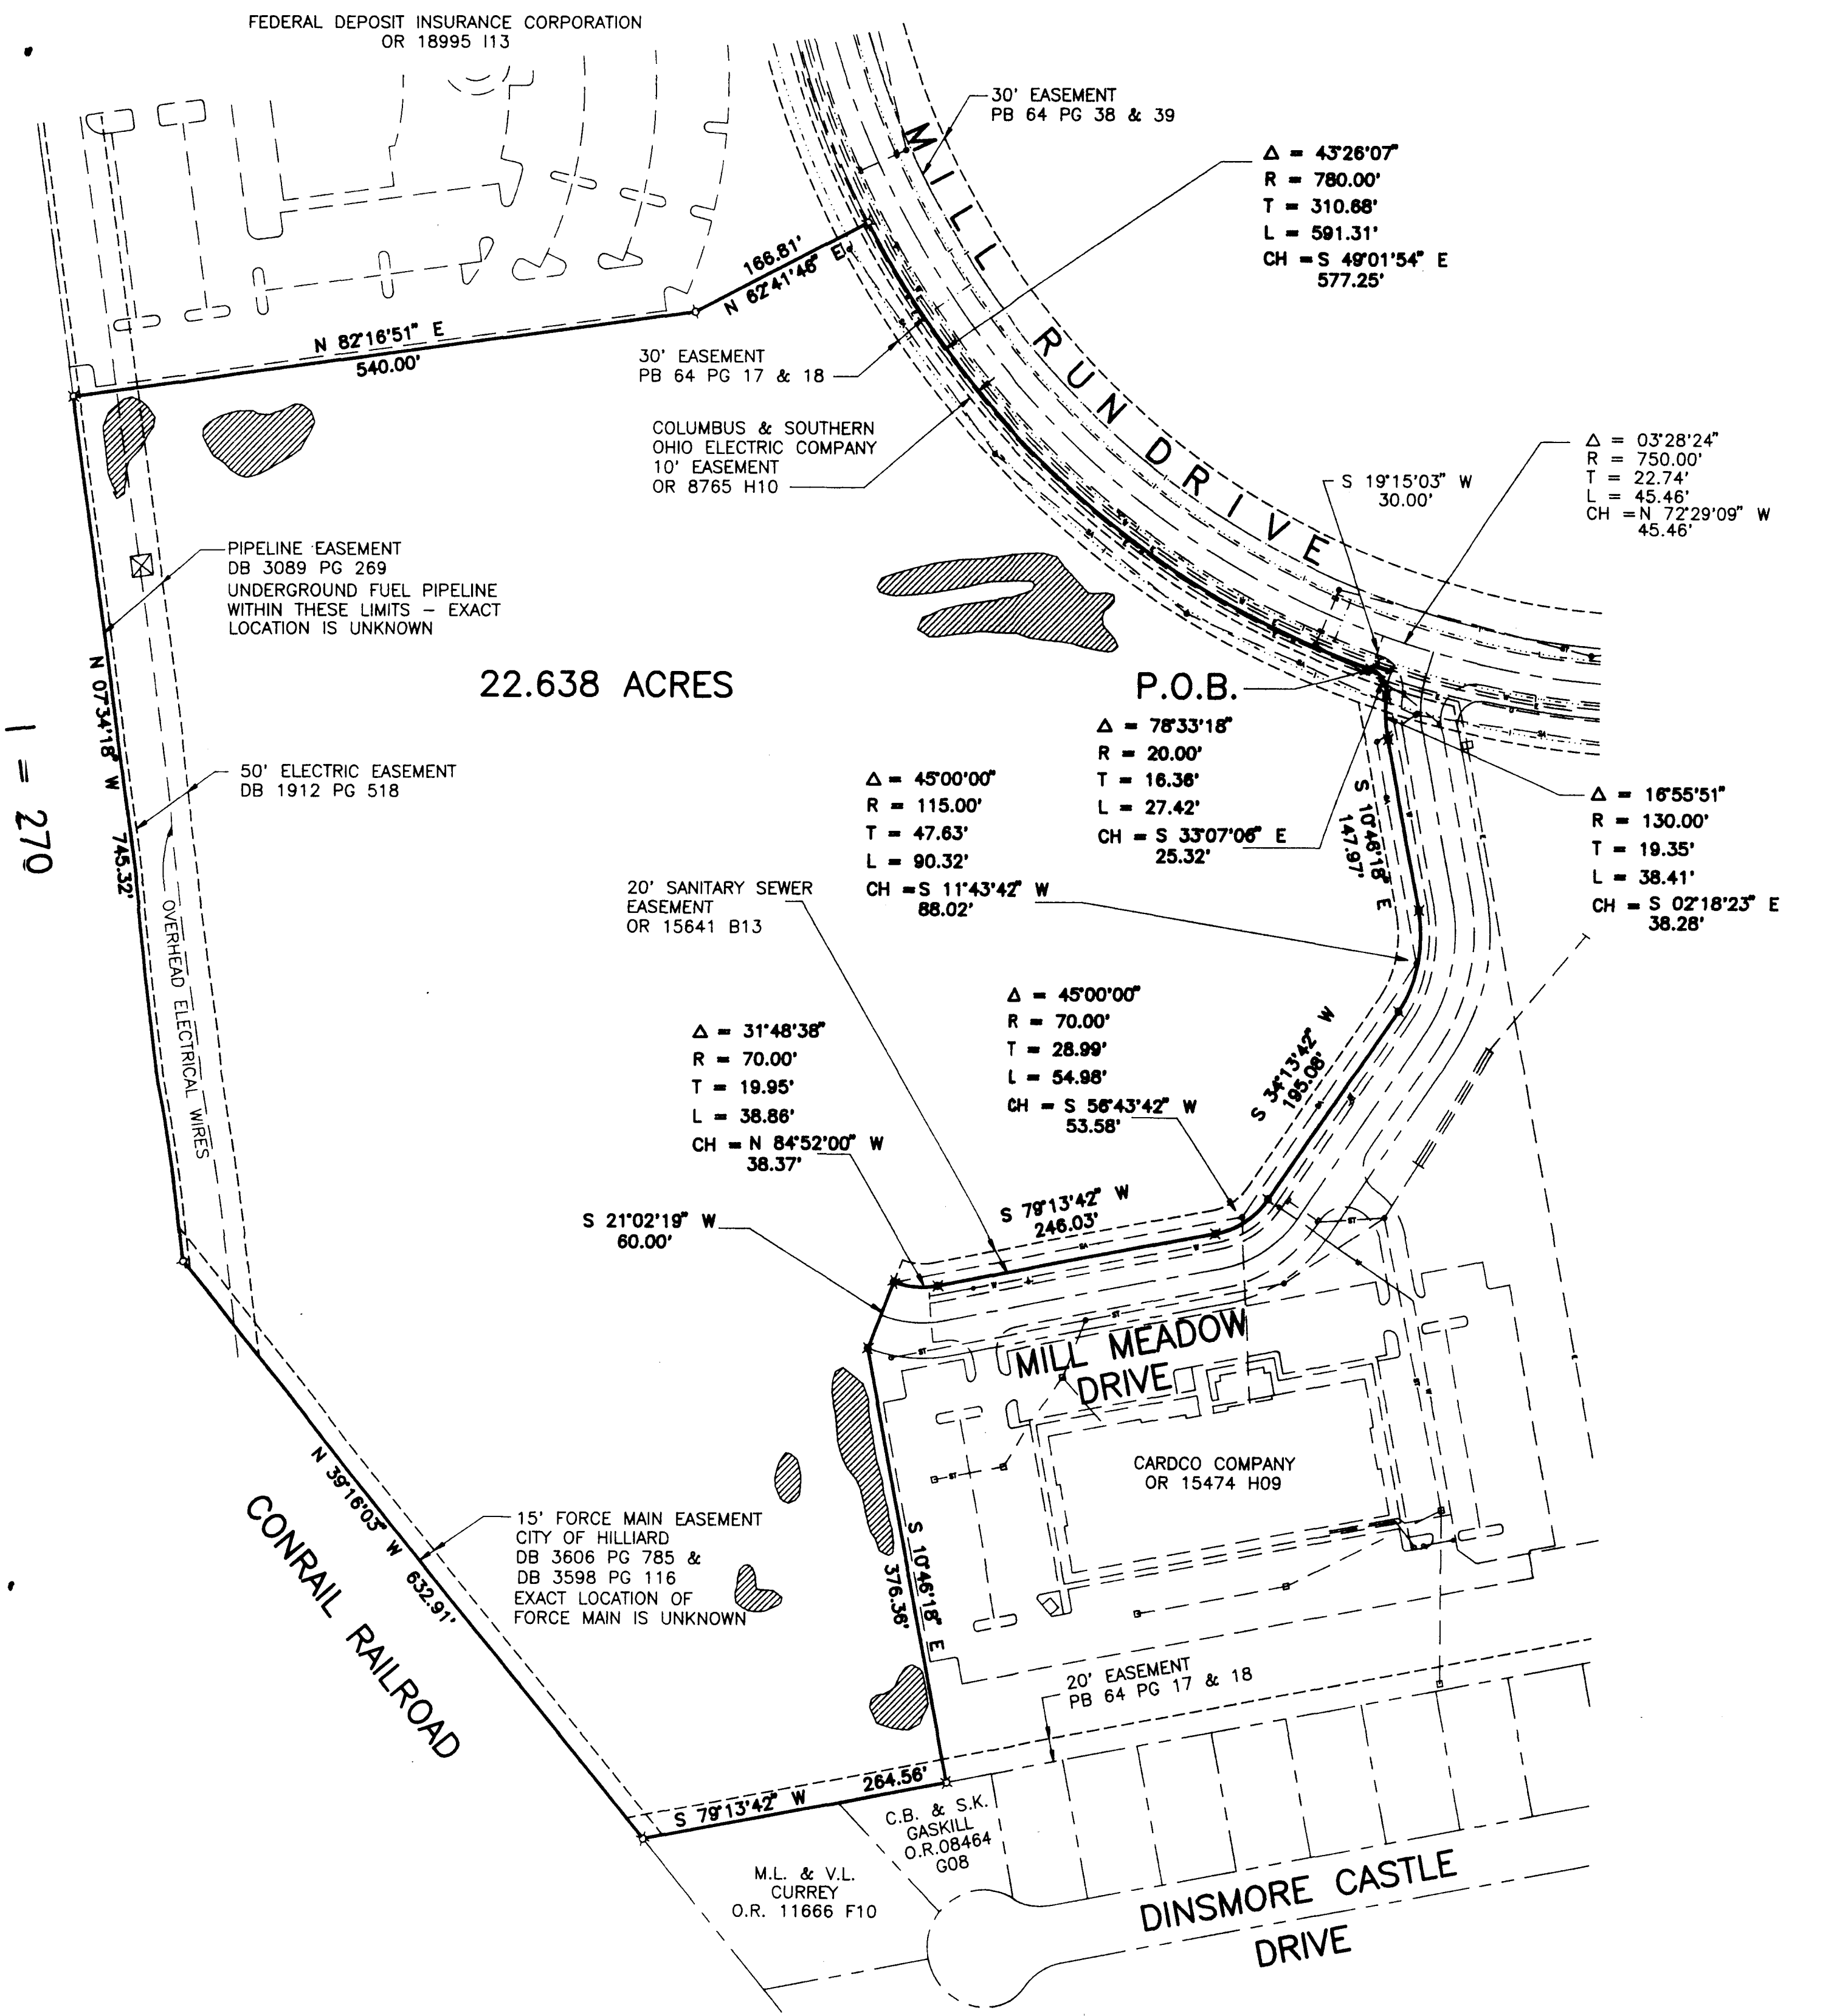 FEDERAL DEPOSIT INSURANCE CORPORATION
OR 18995 I13
30' EASEMENT
PB 64 PG 38 & 39
MILL RUN DRIVE
Δ = 43°26'07"
R = 780.00'
T = 310.68'
L = 591.31'
CH = S 49°01'54" E
577.25'
166.81'
N 62°41'46" E
N 82°16'51" E
540.00'
30' EASEMENT
PB 64 PG 17 & 18
COLUMBUS & SOUTHERN
OHIO ELECTRIC COMPANY
10' EASEMENT
OR 8765 H10
S 19°15'03" W
30.00'
Δ = 03°28'24"
R = 750.00'
T = 22.74'
L = 45.46'
CH = N 72°29'09" W
45.46'
PIPELINE EASEMENT
DB 3089 PG 269
UNDERGROUND FUEL PIPELINE
WITHIN THESE LIMITS – EXACT
LOCATION IS UNKNOWN
22.638 ACRES
P.O.B.
N 07°34'18" W 745.32'
50' ELECTRIC EASEMENT
DB 1912 PG 518
I = 270
OVERHEAD ELECTRICAL WIRES
Δ = 78°33'18"
R = 20.00'
T = 16.36'
L = 27.42'
CH = S 33°07'06" E
25.32'
Δ = 45°00'00"
R = 115.00'
T = 47.63'
L = 90.32'
CH = S 11°43'42" W
88.02'
S 10°46'18" E
147.97'
Δ = 16°55'51"
R = 130.00'
T = 19.35'
L = 38.41'
CH = S 02°18'23" E
38.28'
20' SANITARY SEWER
EASEMENT
OR 15641 B13
Δ = 45°00'00"
R = 70.00'
T = 28.99'
L = 54.98'
CH = S 56°43'42" W
53.58'
Δ = 31°48'38"
R = 70.00'
T = 19.95'
L = 38.86'
CH = N 84°52'00" W
38.37'
S 34°13'42" W
195.08'
S 79°13'42" W
246.03'
S 21°02'19" W
60.00'
MILL MEADOW
DRIVE
CARDCO COMPANY
OR 15474 H09
N 39°16'03" W 632.91'
CONRAIL RAILROAD
15' FORCE MAIN EASEMENT
CITY OF HILLIARD
DB 3606 PG 785 &
DB 3598 PG 116
EXACT LOCATION OF
FORCE MAIN IS UNKNOWN
S 10°46'18" E
376.36'
20' EASEMENT
PB 64 PG 17 & 18
S 79°13'42" W 264.56'
C.B. & S.K.
GASKILL
O.R.08464
G08
M.L. & V.L.
CURREY
O.R. 11666 F10
DINSMORE CASTLE
DRIVE